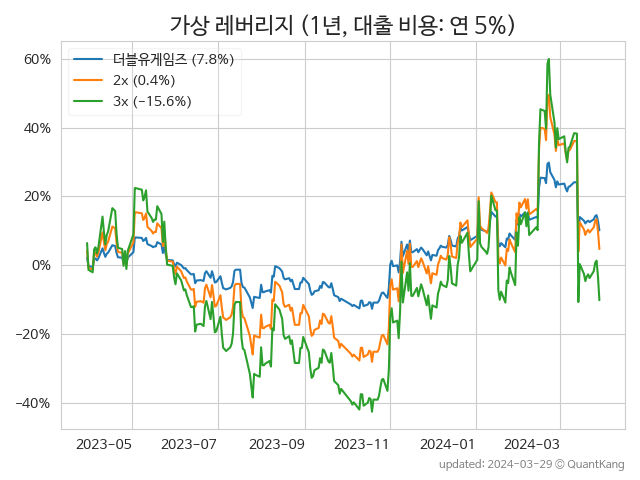 가상 레버리지 (1년, 대출 비용: 연 5%)
더블유게임즈 (7.8%)
2x (0.4%)
3x (-15.6%)
60%
40%
20%
0%
-20%
-40%
2023-05
2023-07
2023-09
2023-11
2024-01
2024-03
updated: 2024-03-29 © QuantKang